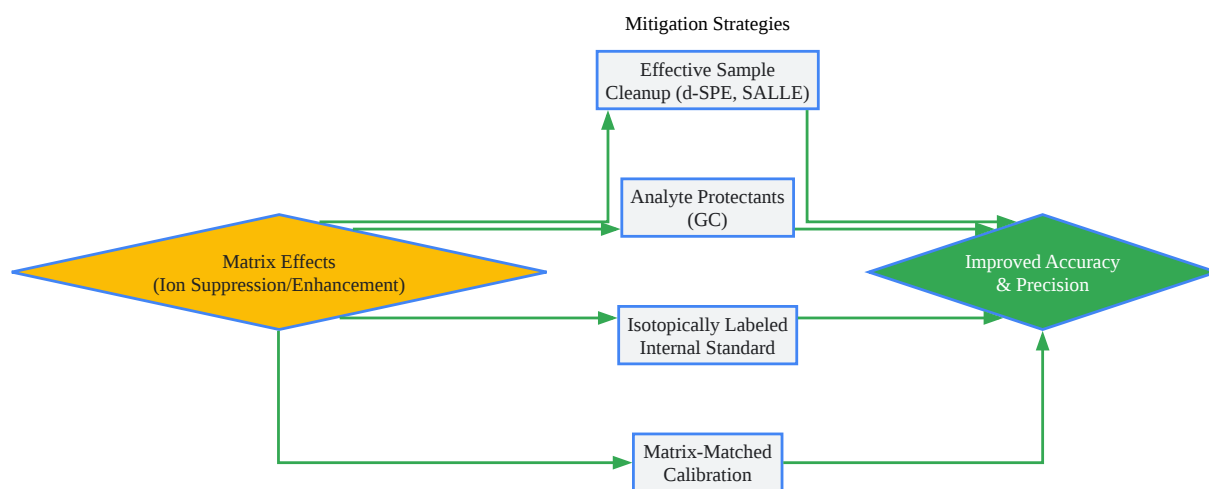 Mitigation Strategies
Effective Sample
Cleanup (d-SPE, SALLE)
Analyte Protectants
(GC)
Matrix Effects
(Ion Suppression/Enhancement)
Improved Accuracy
& Precision
Isotopically Labeled
Internal Standard
Matrix-Matched
Calibration